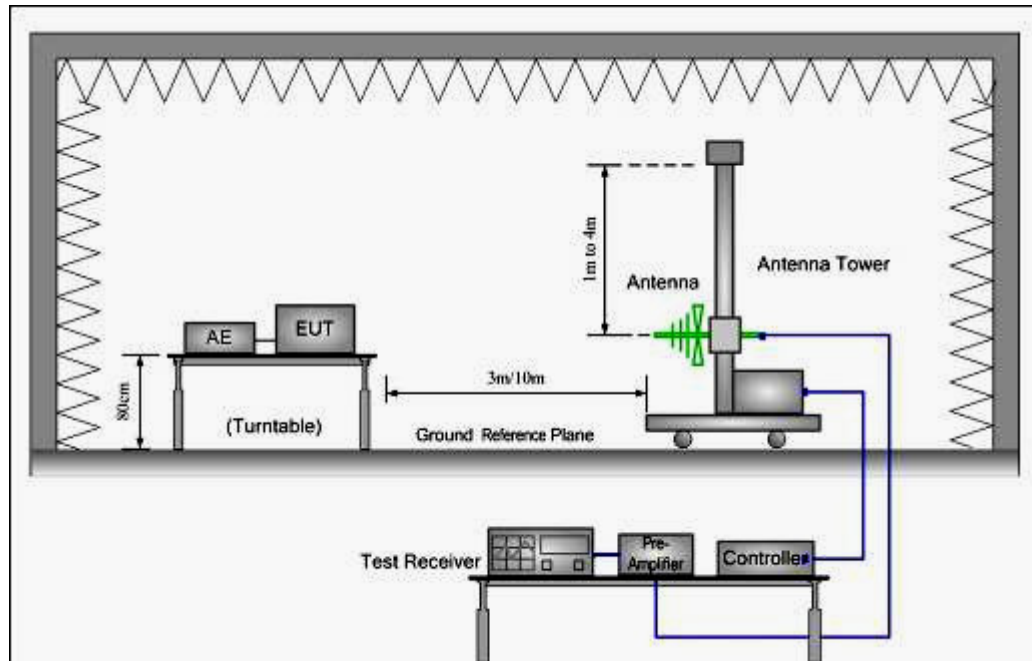 1m to 4m
Antenna Tower
Antenna
AE
EUT
80cm
3m/10m
(Turntable)
Ground Reference Plane
Test Receiver
Pre-
Amplifier
Controller